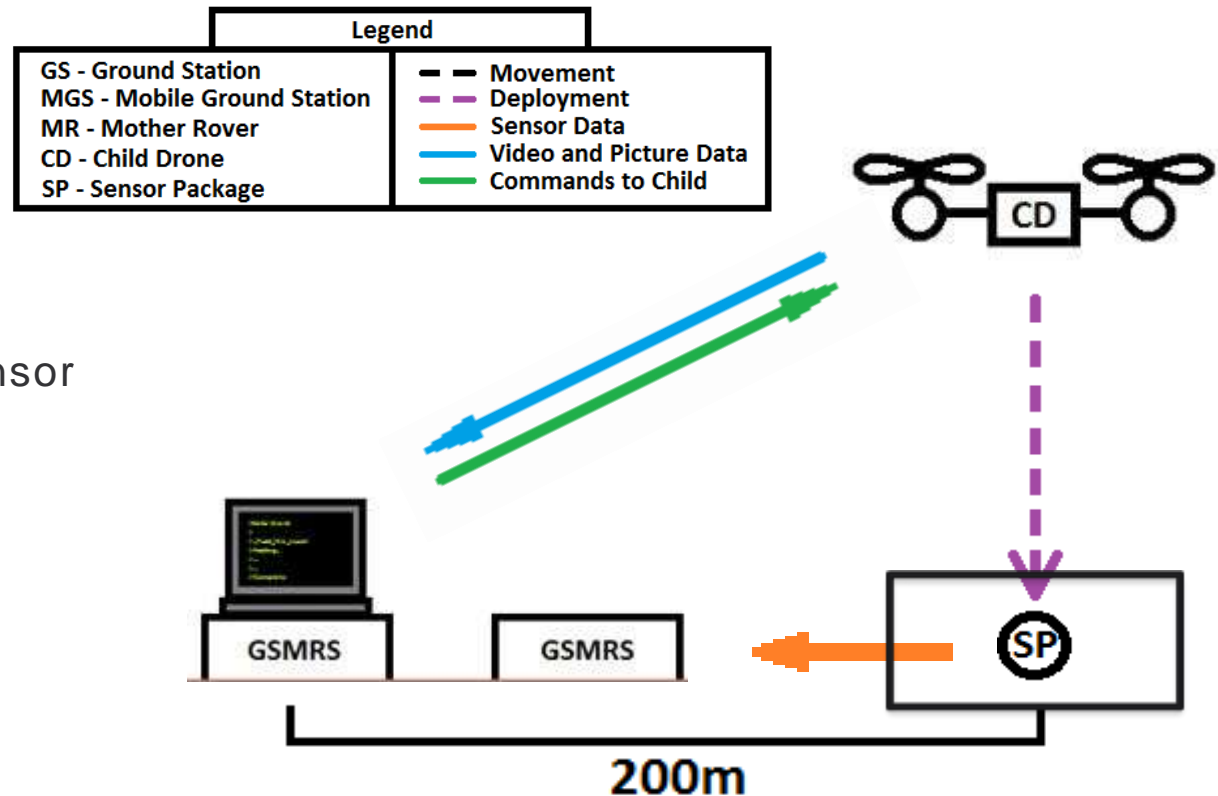 Legend
GS - Ground Station
MGS - Mobile Ground Station
MR - Mother Rover
CD - Child Drone
SP - Sensor Package
Movement
Deployment
Sensor Data
Video and Picture Data
Commands to Child
CD
nsor
GSMRS
GSMRS
SP
200m